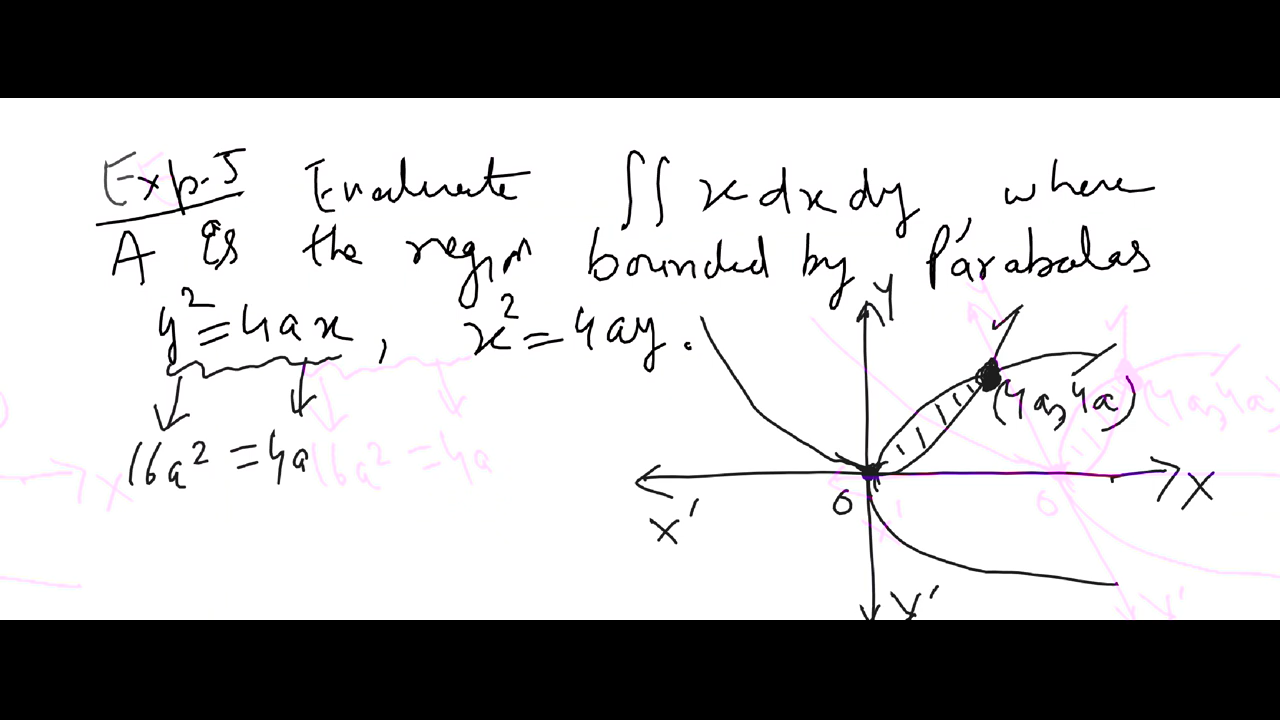 Exp.5 Evaluate ∬ x dx dy, where
A is the region bounded by Parabolas
y² = 4ax, x² = 4ay.
16a² = 4a
Y
(4a, 4a)
X' O X
Y'